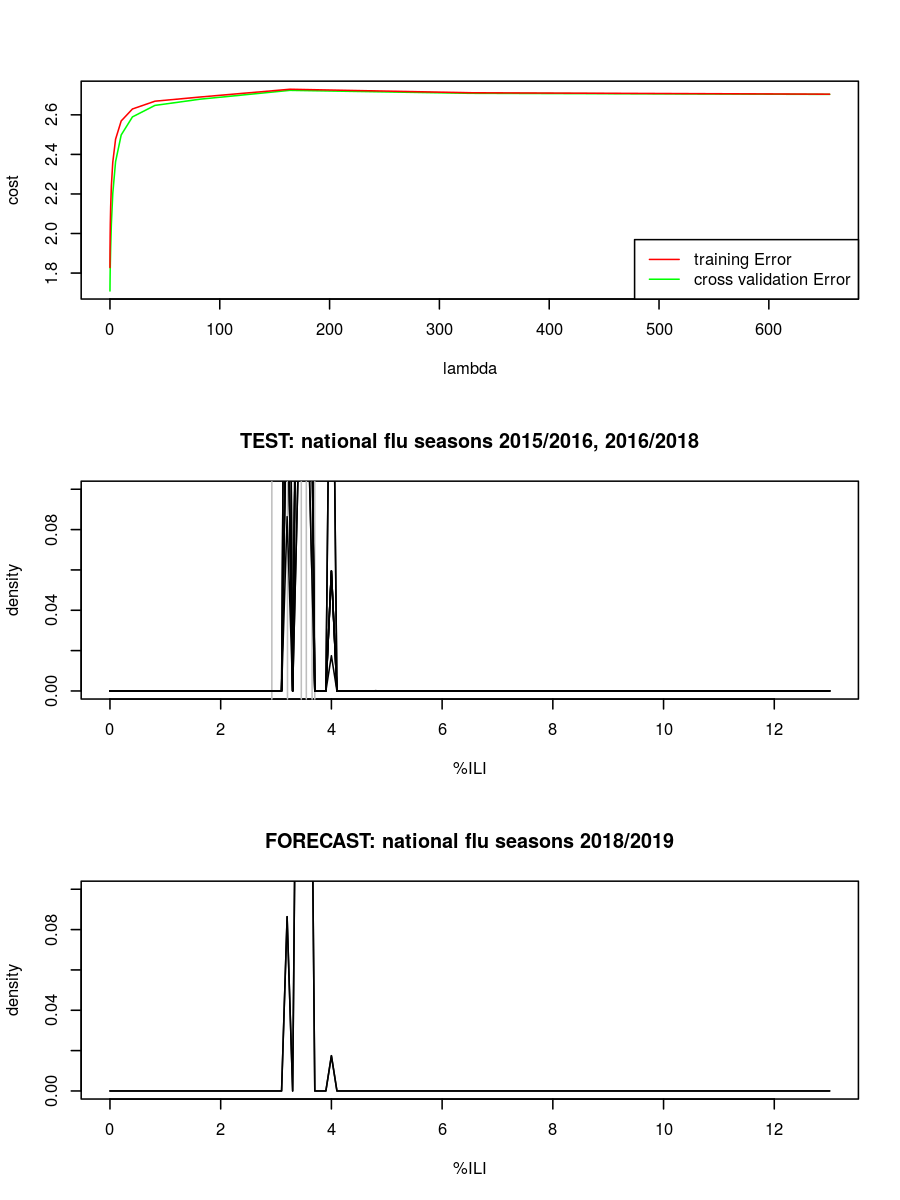 2.6
2.4
2.2
2.0
1.8
cost
training Error
cross validation Error
0 100 200 300 400 500 600
lambda
TEST: national flu seasons 2015/2016, 2016/2018
0.08
0.04
0.00
density
0 2 4 6 8 10 12
%ILI
FORECAST: national flu seasons 2018/2019
0.08
0.04
0.00
density
0 2 4 6 8 10 12
%ILI